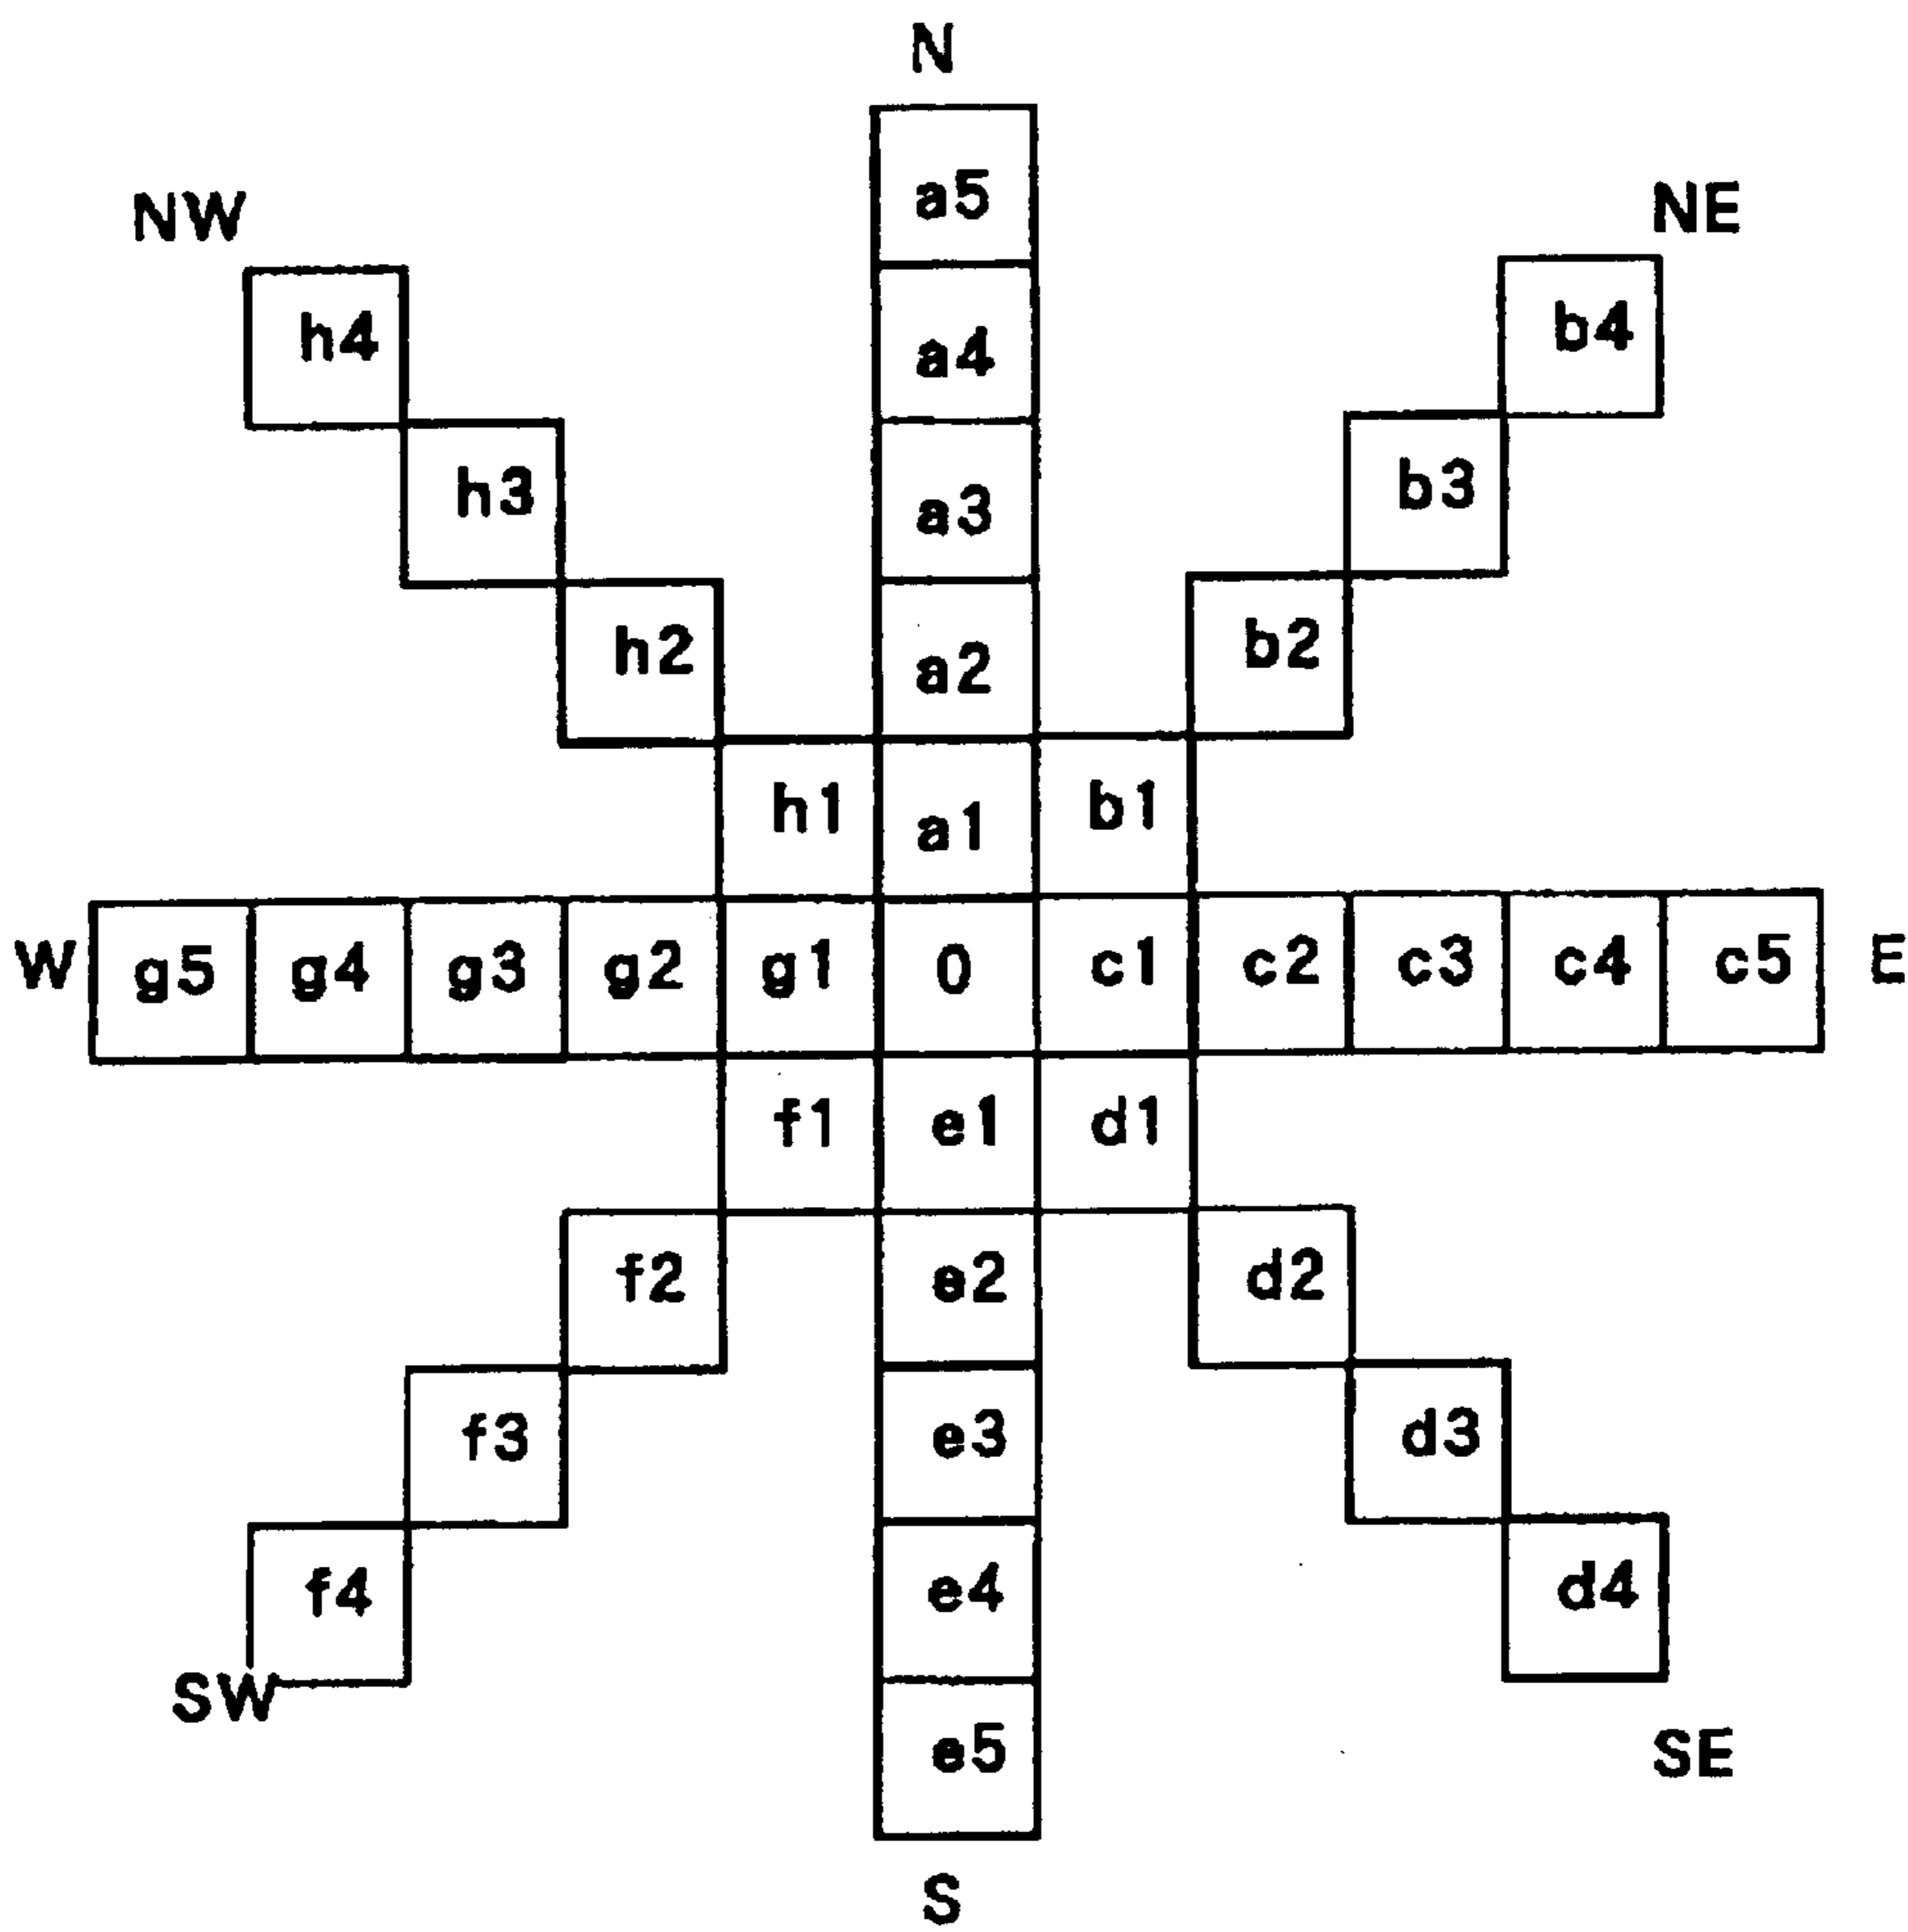 N
a5
NW NE
h4 a4 b4
h3 a3 b3
h2 a2 b2
h1 a1 b1
W g5 g4 g3 g2 g1 0 c1 c2 c3 c4 c5 E
f1 e1 d1
f2 e2 d2
f3 e3 d3
f4 e4 d4
SW
e5 SE
S